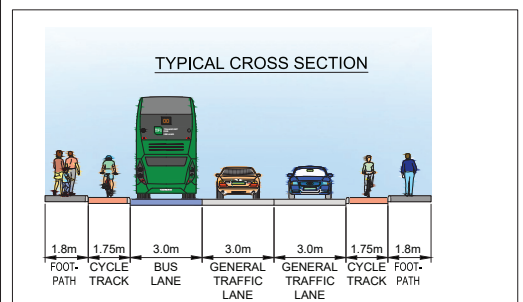 TYPICAL CROSS SECTION
1.8m 1.75m 3.0m 3.0m 3.0m 1.75m 1.8m
FOOT- CYCLE BUS GENERAL GENERAL CYCLE FOOT-
PATH TRACK LANE TRAFFIC TRAFFIC TRACK PATH
LANE LANE